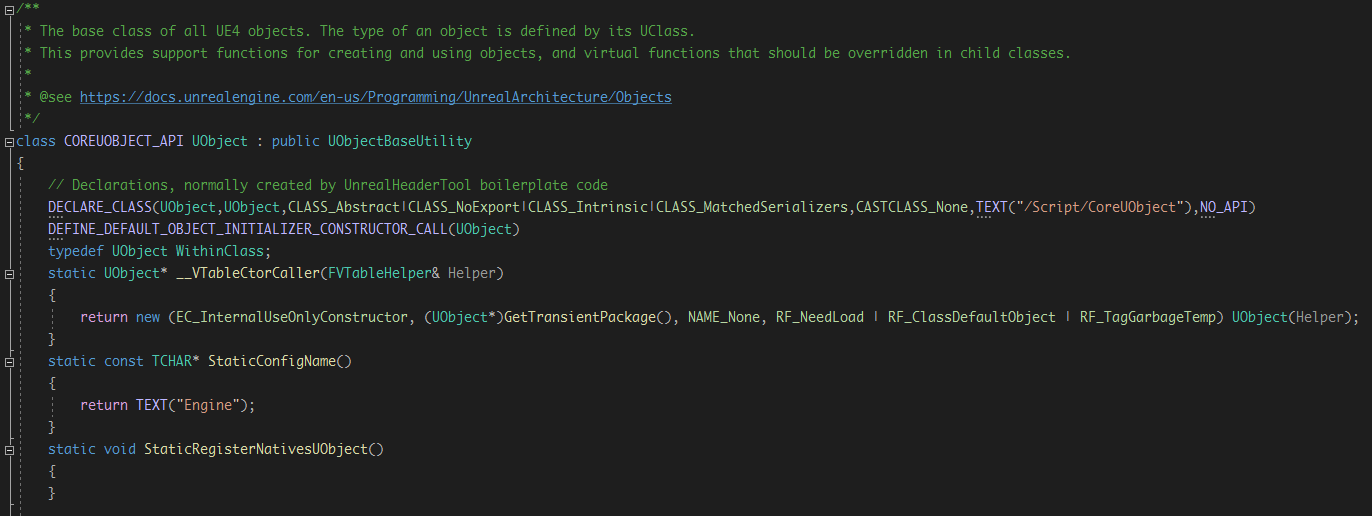 /**
 * The base class of all UE4 objects. The type of an object is defined by its UClass.
 * This provides support functions for creating and using objects, and virtual functions that should be overridden in child classes.
 *
 * @see https://docs.unrealengine.com/en-us/Programming/UnrealArchitecture/Objects
 */
class COREUOBJECT_API UObject : public UObjectBaseUtility
{
    // Declarations, normally created by UnrealHeaderTool boilerplate code
    DECLARE_CLASS(UObject,UObject,CLASS_Abstract|CLASS_NoExport|CLASS_Intrinsic|CLASS_MatchedSerializers,CASTCLASS_None,TEXT("/Script/CoreUObject"),NO_API)
    DEFINE_DEFAULT_OBJECT_INITIALIZER_CONSTRUCTOR_CALL(UObject)
    typedef UObject WithinClass;
    static UObject* __VTableCtorCaller(FVTableHelper& Helper)
    {
        return new (EC_InternalUseOnlyConstructor, (UObject*)GetTransientPackage(), NAME_None, RF_NeedLoad | RF_ClassDefaultObject | RF_TagGarbageTemp) UObject(Helper);
    }
    static const TCHAR* StaticConfigName()
    {
        return TEXT("Engine");
    }
    static void StaticRegisterNativesUObject()
    {
    }